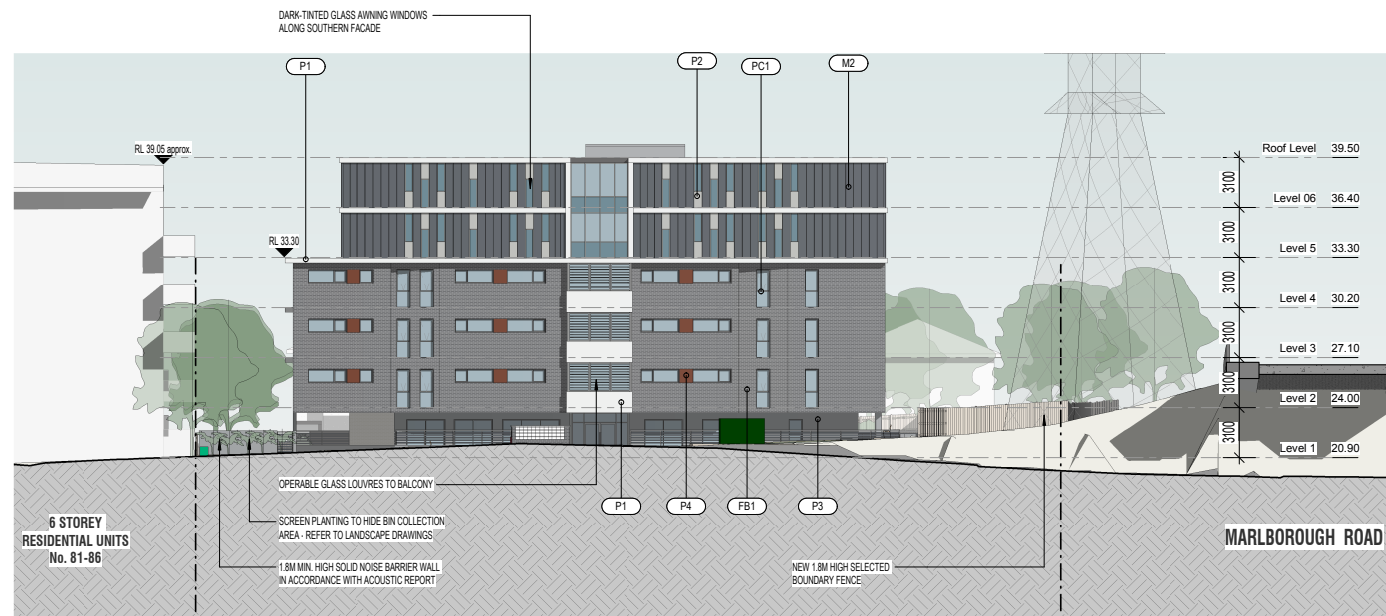 DARK-TINTED GLASS AWNING WINDOWS
ALONG SOUTHERN FACADE
P1
P2
PC1
M2
RL 39.05 approx.
Roof Level 39.50
3100
Level 06 36.40
3100
RL 33.30
Level 5 33.30
3100
Level 4 30.20
3100
Level 3 27.10
3100
Level 2 24.00
3100
Level 1 20.90
OPERABLE GLASS LOUVRES TO BALCONY
P1
P4
FB1
P3
6 STOREY
RESIDENTIAL UNITS
No. 81-86
SCREEN PLANTING TO HIDE BIN COLLECTION
AREA - REFER TO LANDSCAPE DRAWINGS
MARLBOROUGH ROAD
1.8M MIN. HIGH SOLID NOISE BARRIER WALL
IN ACCORDANCE WITH ACOUSTIC REPORT
NEW 1.8M HIGH SELECTED
BOUNDARY FENCE